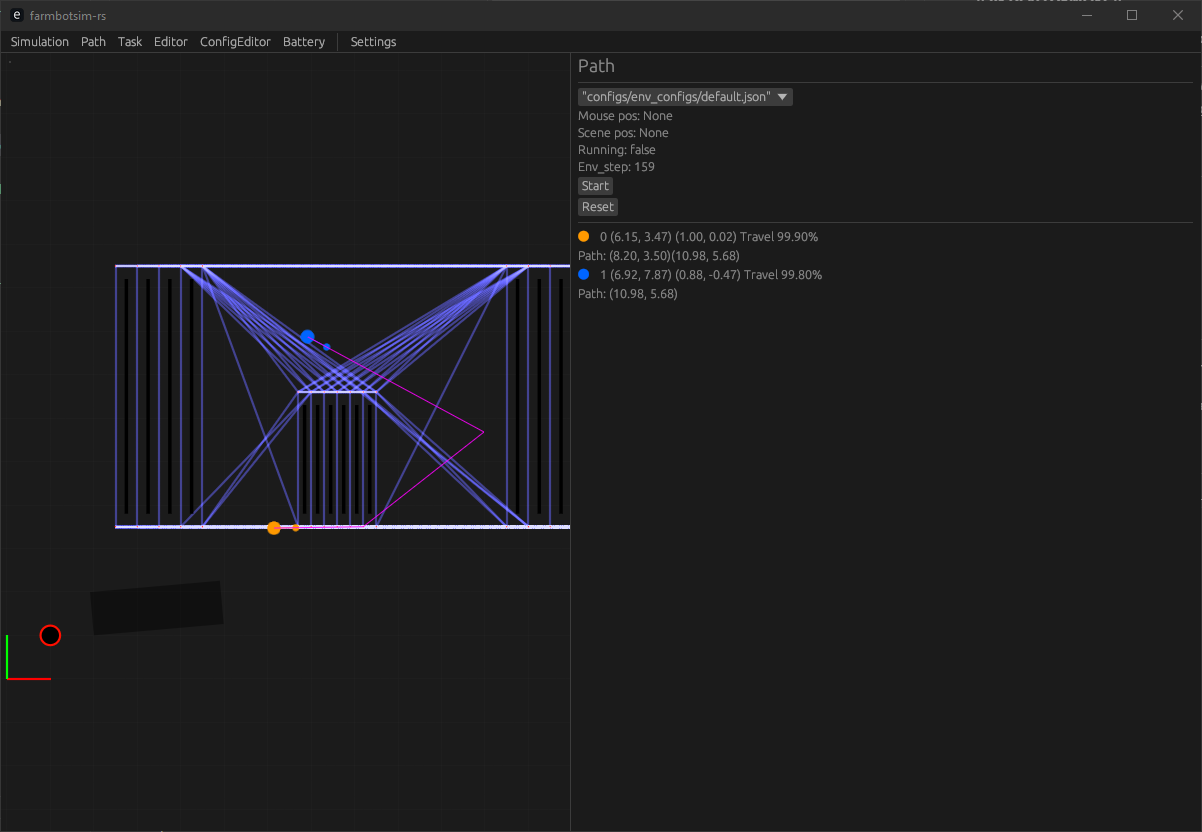 e farmbotsim-rs
Simulation Path Task Editor ConfigEditor Battery Settings
Path
"configs/env_configs/default.json"
Mouse pos: None
Scene pos: None
Running: false
Env_step: 159
Start
Reset
0 (6.15, 3.47) (1.00, 0.02) Travel 99.90%
Path: (8.20, 3.50)(10.98, 5.68)
1 (6.92, 7.87) (0.88, -0.47) Travel 99.80%
Path: (10.98, 5.68)